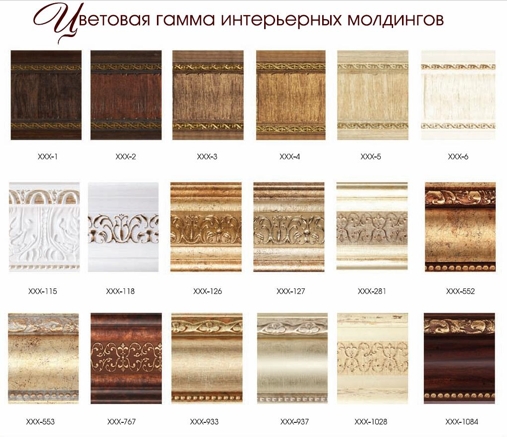 Цветовая гамма интерьерных молдингов
XXX-1 XXX-2 XXX-3 XXX-4 XXX-5 XXX-6
XXX-115 XXX-118 XXX-126 XXX-127 XXX-281 XXX-552
XXX-553 XXX-767 XXX-933 XXX-937 XXX-1028 XXX-1084